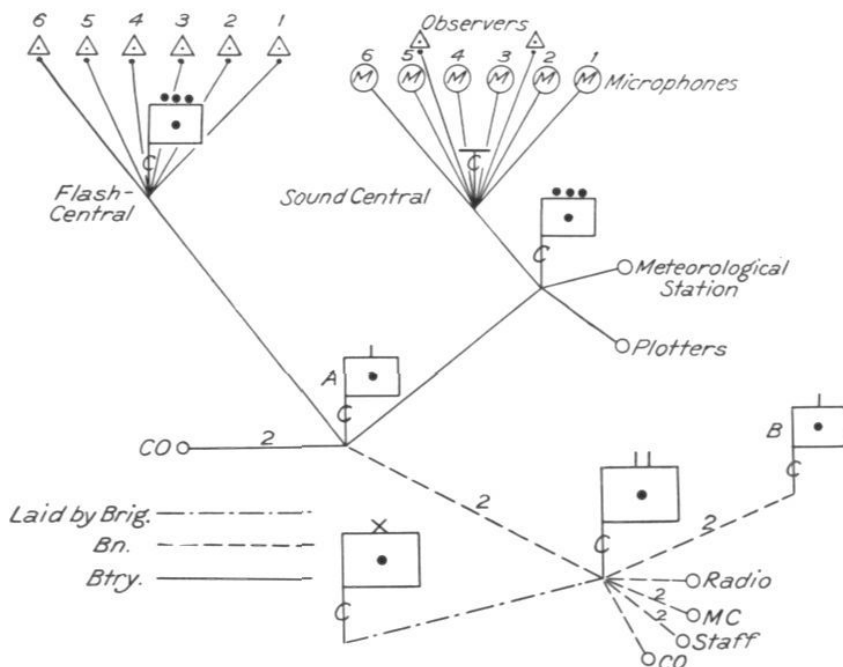 6 5 4 3 2 1
Observers
6 5 4 3 2 1
M M M M M M
Microphones
C
C
Flash-
Central
Sound Central
C
Meteorological
Station
Plotters
A
C
CO
2
B
C
2
2
C
Laid by Brig.
Bn.
Btry.
C
Radio
2
MC
2
Staff
CO